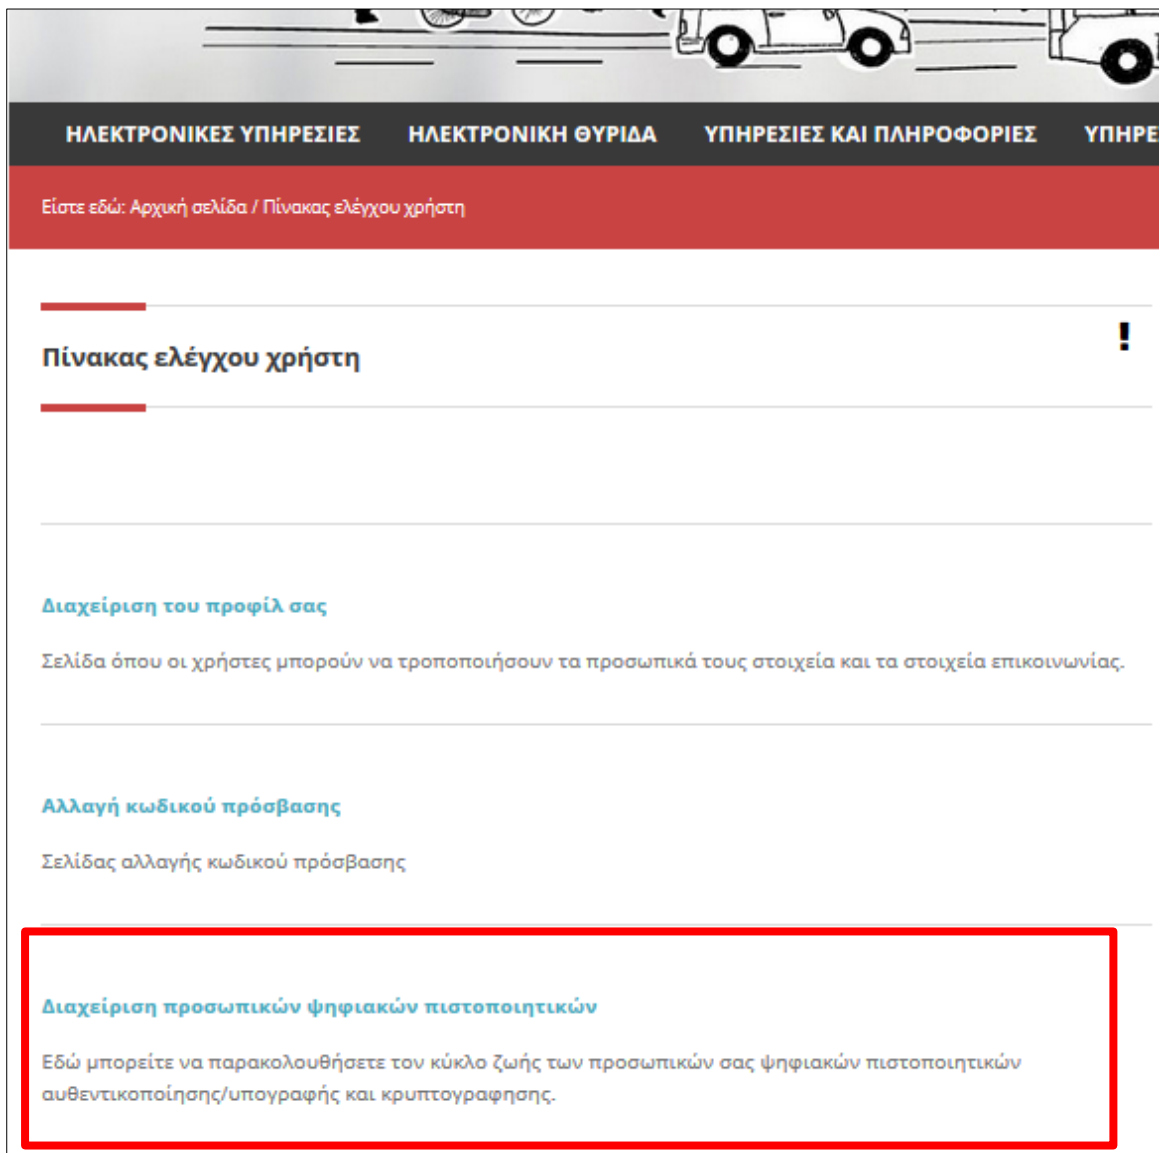 ΗΛΕΚΤΡΟΝΙΚΕΣ ΥΠΗΡΕΣΙΕΣ ΗΛΕΚΤΡΟΝΙΚΗ ΘΥΡΙΔΑ ΥΠΗΡΕΣΙΕΣ ΚΑΙ ΠΛΗΡΟΦΟΡΙΕΣ
Είστε εδώ: Αρχική σελίδα / Πίνακας ελέγχου χρήστη
!
Πίνακας ελέγχου χρήστη
Διαχείριση του προφίλ σας
Σελίδα όπου οι χρήστες μπορούν να τροποποιήσουν τα προσωπικά τους στοιχεία και τα στοιχεία επικοινωνίας.
Αλλαγή κωδικού πρόσβασης
Σελίδας αλλαγής κωδικού πρόσβασης
Διαχείριση προσωπικών ψηφιακών πιστοποιητικών
Εδώ μπορείτε να παρακολουθήσετε τον κύκλο ζωής των προσωπικών σας ψηφιακών πιστοποιητικών
αυθεντικοποίησης/υπογραφής και κρυπτογραφησης.